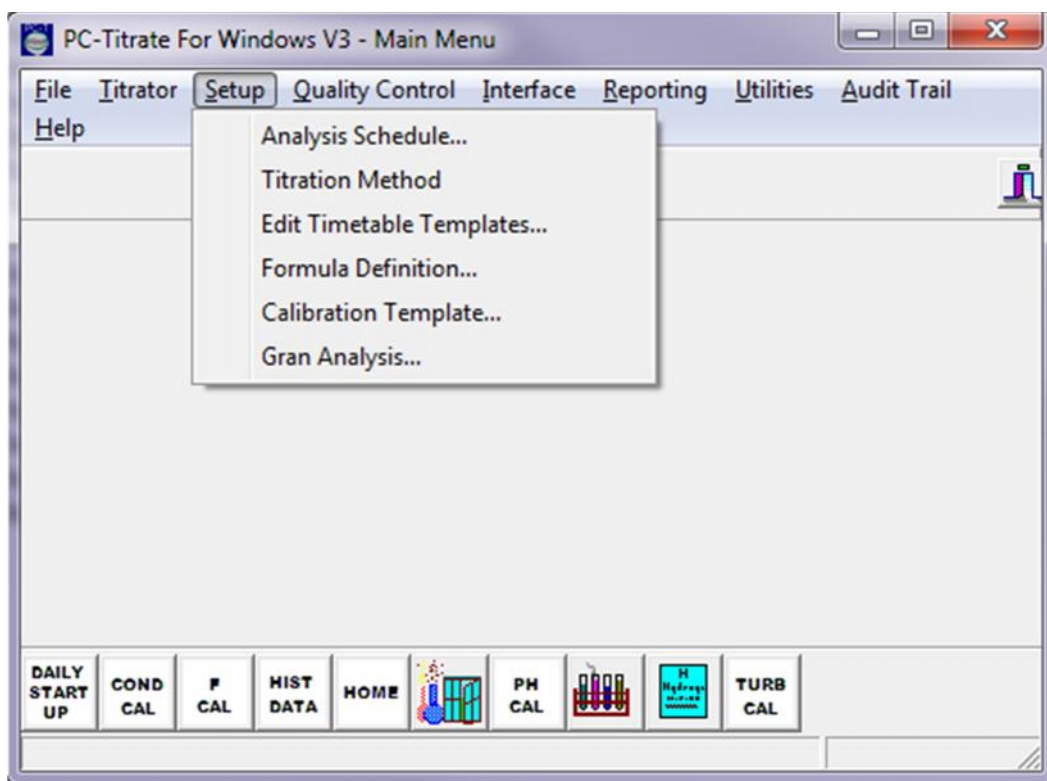 PC-Titrate For Windows V3 - Main Menu
File Titrator Setup Quality Control Interface Reporting Utilities Audit Trail
Help
Analysis Schedule...
Titration Method
Edit Timetable Templates...
Formula Definition...
Calibration Template...
Gran Analysis...
DAILY
START
UP
COND
CAL
F
CAL
HIST
DATA
HOME
PH
CAL
H
TURB
CAL